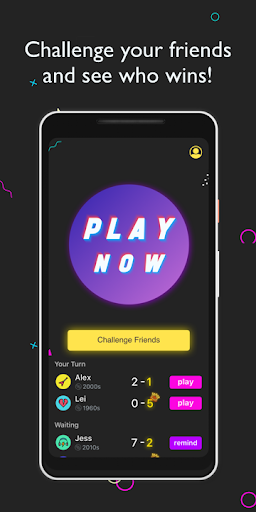 Challenge your friends
and see who wins!
PLAY
NOW
Challenge Friends
Your Turn
Alex 2 - 1 play
2000s
Lei 0 - 5 play
1960s
Waiting
Jess 7 - 2 remind
2010s